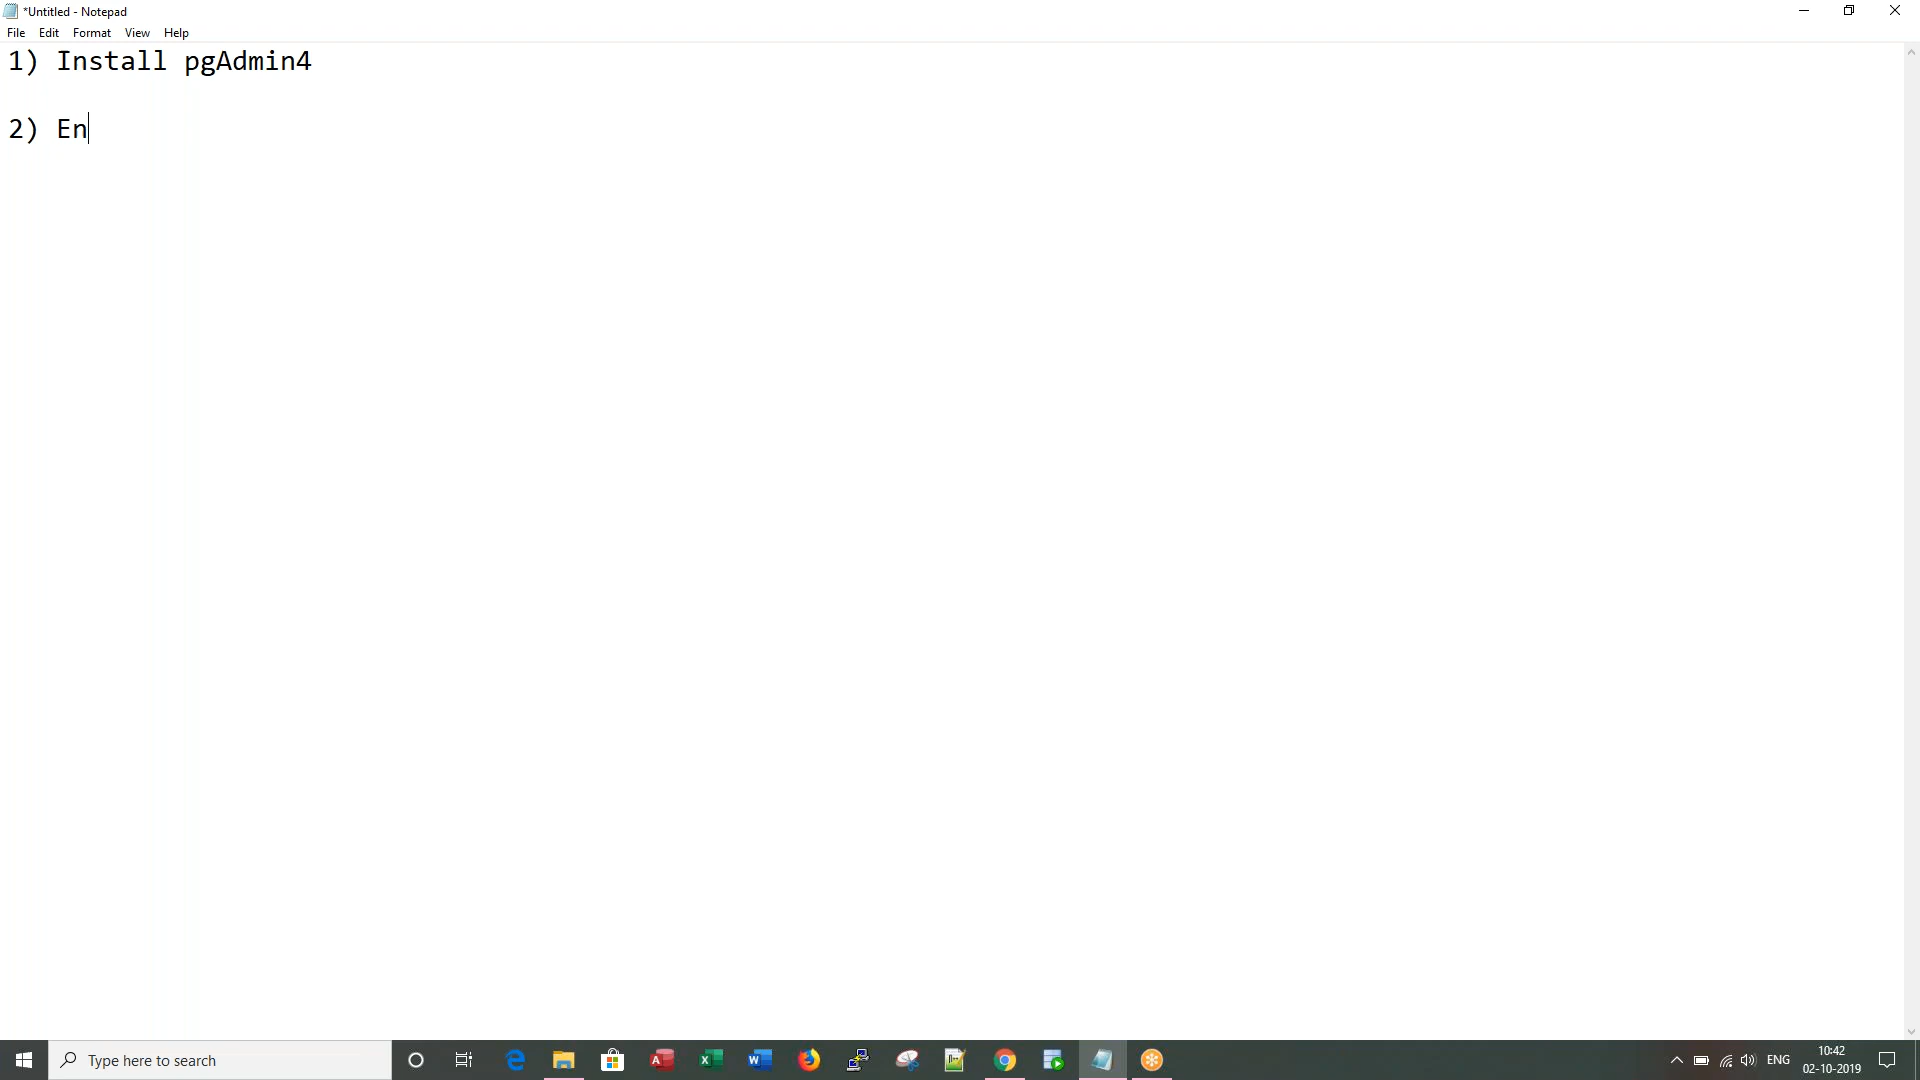 *Untitled - Notepad
File Edit Format View Help
1) Install pgAdmin4
2) En
Type here to search
ENG
10:42
02-10-2019